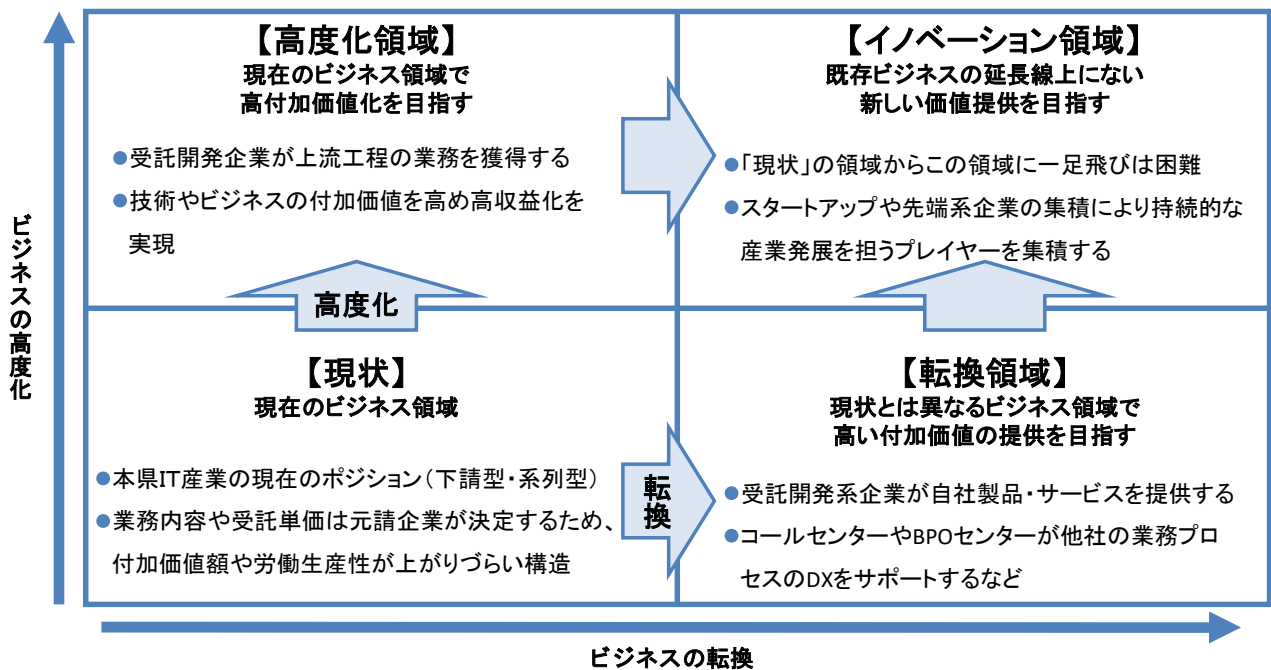 【高度化領域】
現在のビジネス領域で
高付加価値化を目指す
●受託開発企業が上流工程の業務を獲得する
●技術やビジネスの付加価値を高め高収益化を
実現
【イノベーション領域】
既存ビジネスの延長線上にない
新しい価値提供を目指す
●「現状」の領域からこの領域に一足飛びは困難
●スタートアップや先端系企業の集積により持続的な
産業発展を担うプレイヤーを集積する
ビジネスの高度化
高度化
【現状】
現在のビジネス領域
●本県IT産業の現在のポジション（下請型・系列型）
●業務内容や受託単価は元請企業が決定するため、
付加価値額や労働生産性が上がりづらい構造
転換
【転換領域】
現状とは異なるビジネス領域で
高い付加価値の提供を目指す
●受託開発系企業が自社製品・サービスを提供する
●コールセンターやBPOセンターが他社の業務プロ
セスのDXをサポートするなど
ビジネスの転換